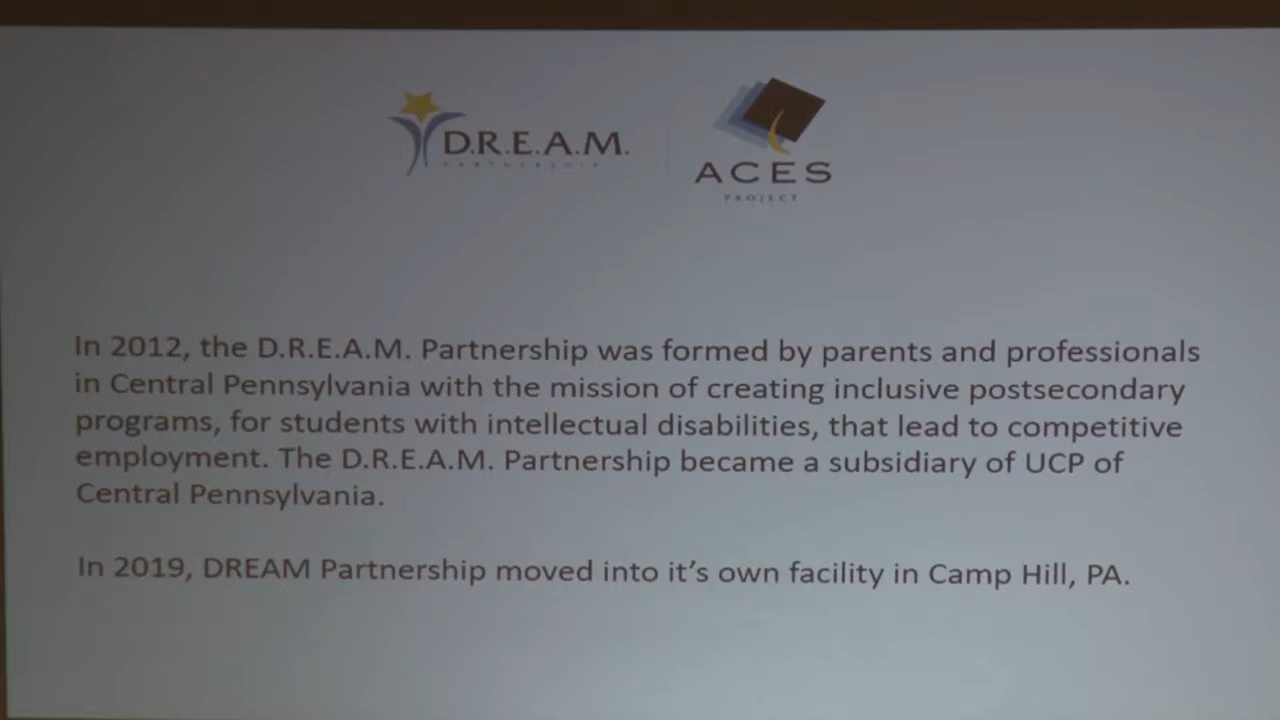 D.R.E.A.M.
PARTNERSHIP
ACES
PROJECT
In 2012, the D.R.E.A.M. Partnership was formed by parents and professionals
in Central Pennsylvania with the mission of creating inclusive postsecondary
programs, for students with intellectual disabilities, that lead to competitive
employment. The D.R.E.A.M. Partnership became a subsidiary of UCP of
Central Pennsylvania.
In 2019, DREAM Partnership moved into it’s own facility in Camp Hill, PA.